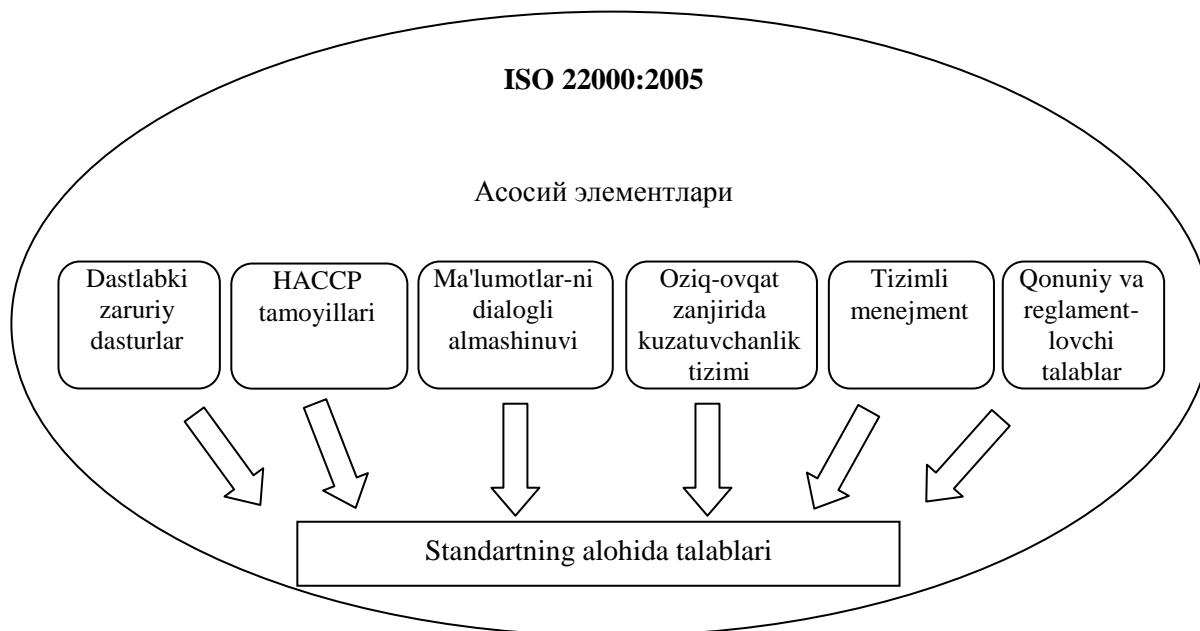 ISO 22000:2005
Асосий элементлари
Dastlabki
zaruriy
dasturlar
HACCP
tamoyillari
Ma'lumotlar-ni
dialogli
almashinuvi
Oziq-ovqat
zanjirida
kuzatuvchanlik
tizimi
Tizimli
menejment
Qonuniy va
reglament-
lovchi
talablar
Standartning alohida talablari